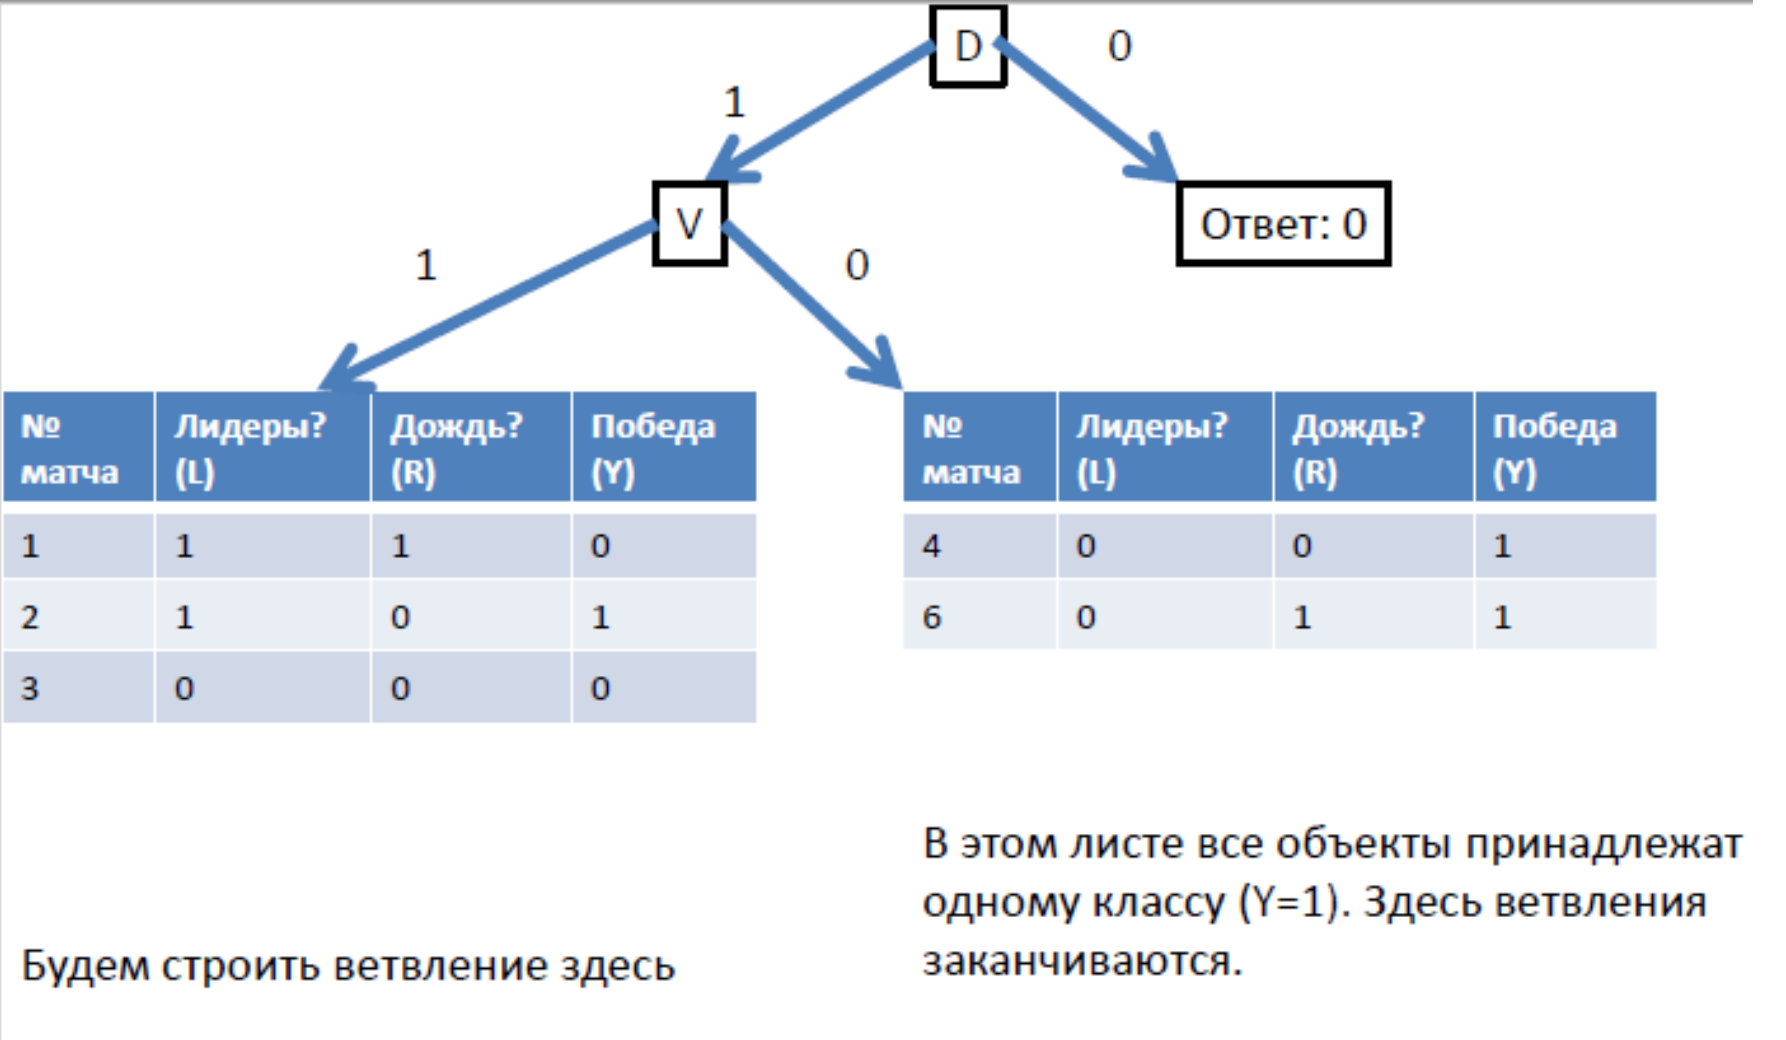 D
0
1
V
Ответ: 0
1
0
№ матча Лидеры? (L) Дождь? (R) Победа (Y)
1 1 1 0
2 1 0 1
3 0 0 0
№ матча Лидеры? (L) Дождь? (R) Победа (Y)
4 0 0 1
6 0 1 1
В этом листе все объекты принадлежат
одному классу (Y=1). Здесь ветвления
заканчиваются.
Будем строить ветвление здесь